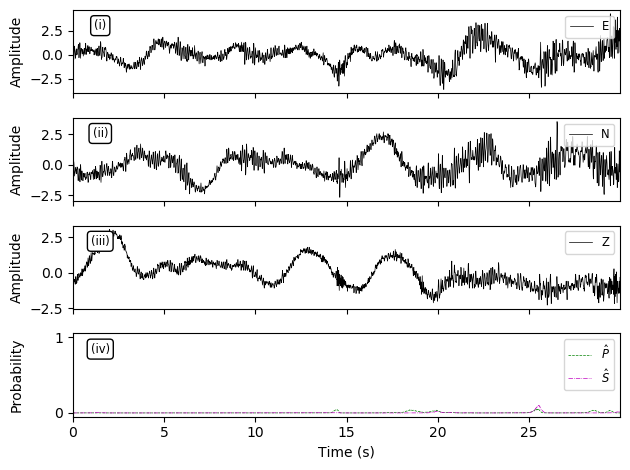 Amplitude
2.5
0.0
−2.5
(i)
E
Amplitude
2.5
0.0
−2.5
(ii)
N
Amplitude
2.5
0.0
−2.5
(iii)
Z
Probability
1
0
(iv)
P̂
Ŝ
0 5 10 15 20 25
Time (s)